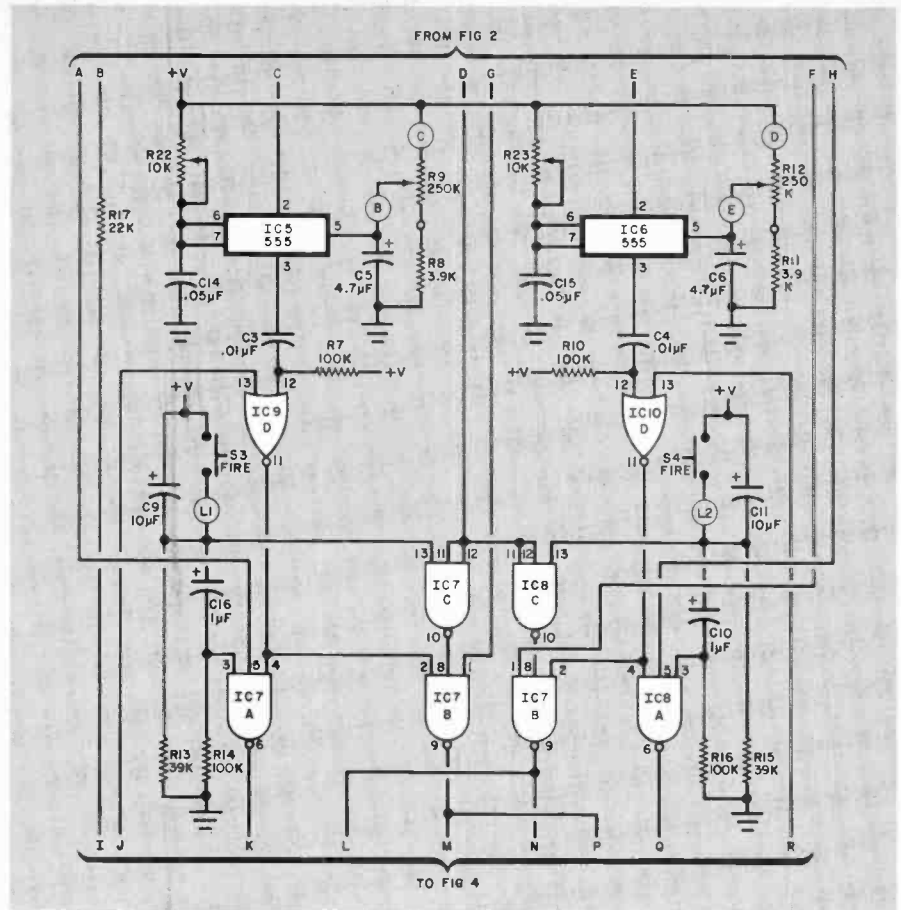 FROM FIG 2
A B +V C D G E F H
R22
10K
C
R9
250K
B
R17
22K
6
7
2
IC5
555
5
3
C14
.05µF
C5
4.7µF
R8
3.9K
R23
10K
D
R12
250
K
E
6
7
2
IC6
555
5
3
C15
.05µF
C6
4.7µF
R11
3.9
K
C3
.01µF
R7
100K
+V
13 12
IC9
D
11
C4
.01µF
R10
100K
+V
12 13
IC10
D
11
+V
S3
FIRE
C9
10µF
L1
+V
S4
FIRE
L2
C11
10µF
13 11 12
IC7
C
10
11 12 13
IC8
C
10
C16
1µF
3 5 4
IC7
A
6
2 8 1
IC7
B
9
1 8 2
IC7
B
9
4 5 3
IC8
A
6
C10
1µF
R13
39K
R14
100K
R16
100K
R15
39K
I J K L M N P Q R
TO FIG 4